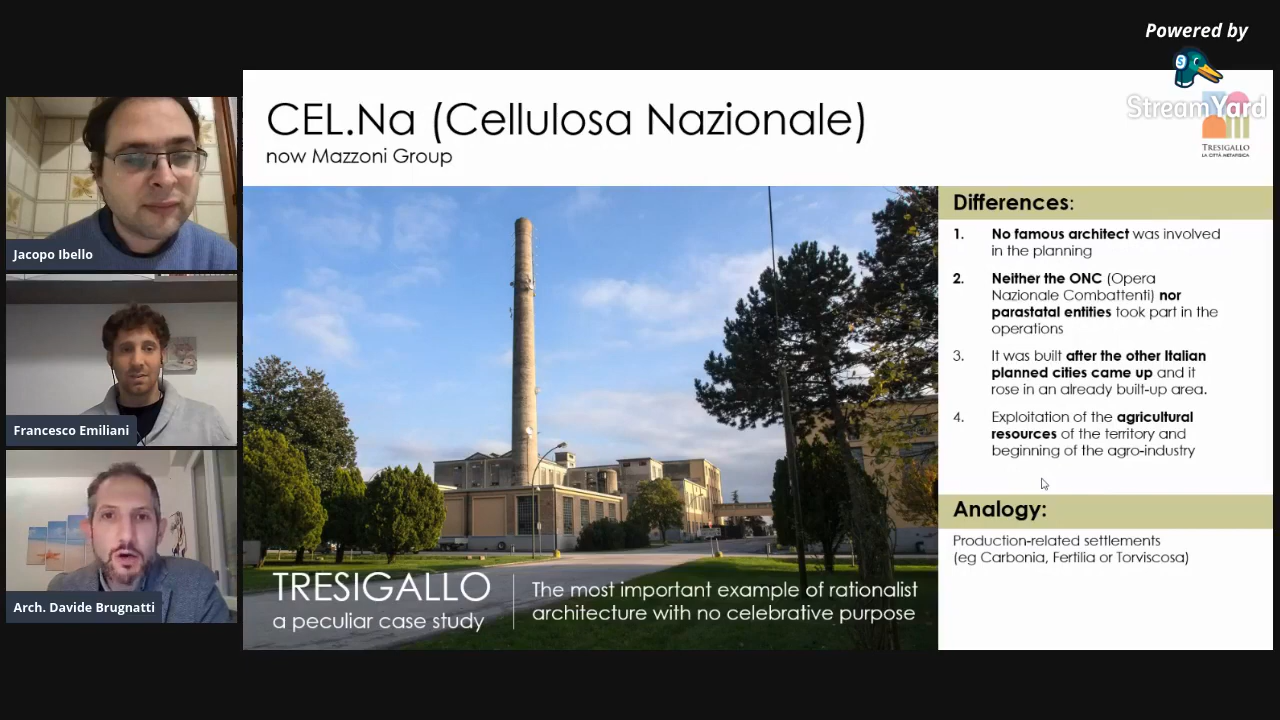 Powered by
StreamYard
TRESIGALLO
LA CITTÀ METAFISICA
CEL.Na (Cellulosa Nazionale)
now Mazzoni Group
Jacopo Ibello
Francesco Emiliani
Arch. Davide Brugnatti
TRESIGALLO
a peculiar case study
The most important example of rationalist
architecture with no celebrative purpose
Differences:
1. No famous architect was involved
in the planning
2. Neither the ONC (Opera
Nazionale Combattenti) nor
parastatal entities took part in the
operations
3. It was built after the other Italian
planned cities came up and it
rose in an already built-up area.
4. Exploitation of the agricultural
resources of the territory and
beginning of the agro-industry
Analogy:
Production-related settlements
(eg Carbonia, Fertilia or Torviscosa)